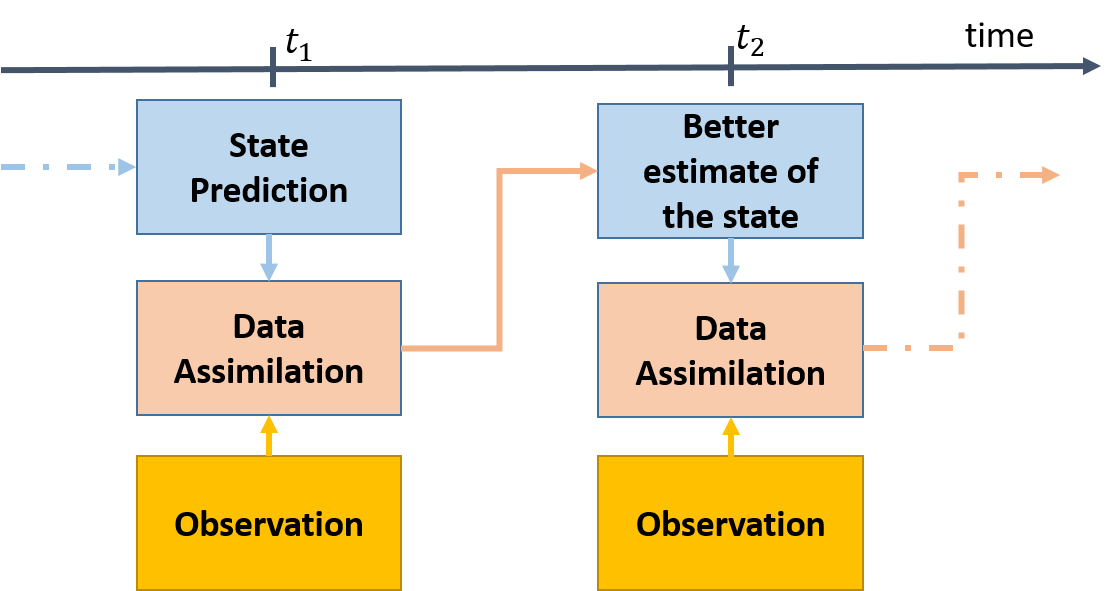 t₁
t₂
time
State
Prediction
Better
estimate of
the state
Data
Assimilation
Data
Assimilation
Observation
Observation